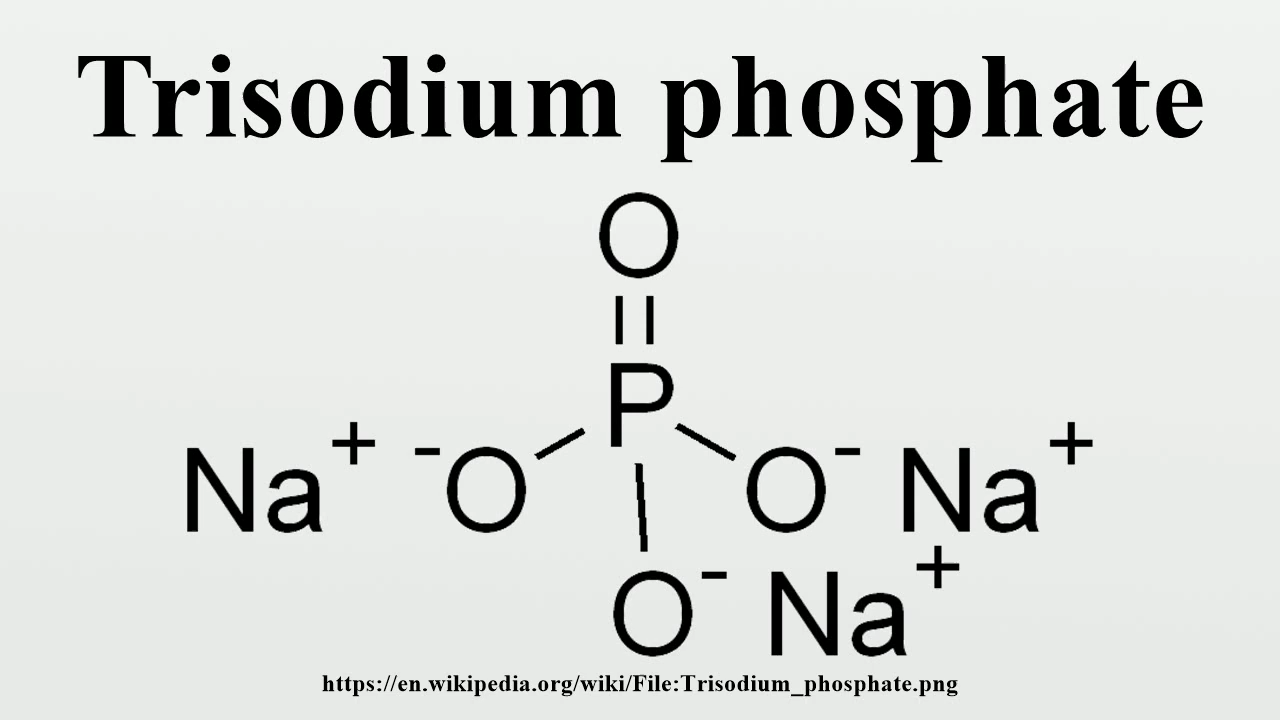 Trisodium phosphate
O
P
Na+ -O O- Na+
O- Na+
https://en.wikipedia.org/wiki/File:Trisodium_phosphate.png